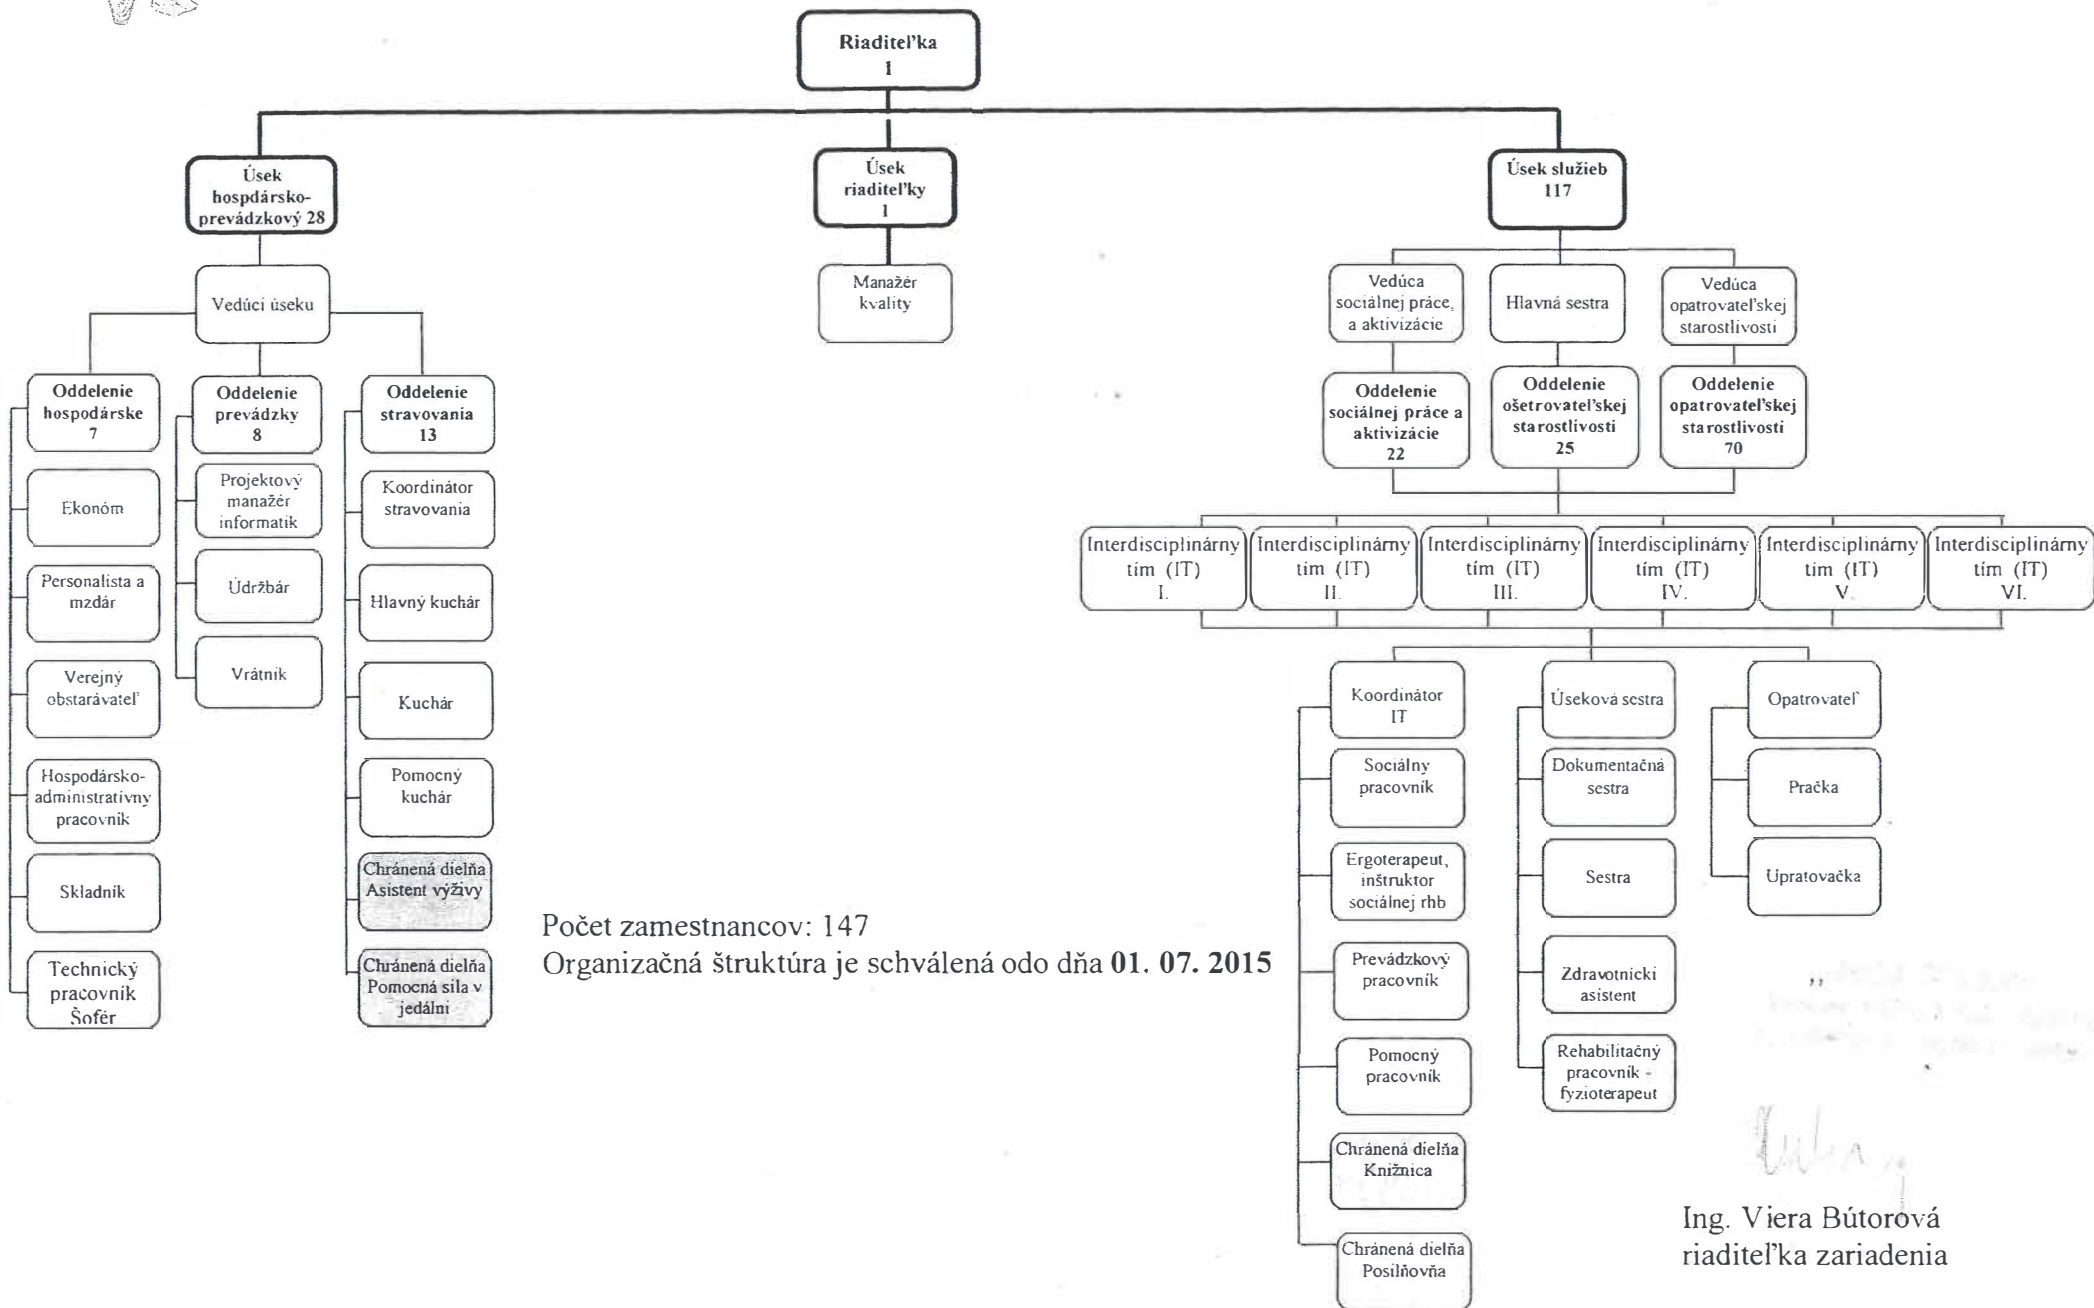 Riaditeľka
1
Úsek
hospdársko-
prevádzkový 28
Úsek
riaditeľky
1
Úsek služieb
117
Vedúci úseku
Manažér
kvality
Vedúca
sociálnej práce,
a aktivizácie
Hlavná sestra
Vedúca
opatrovateľskej
starostlivosti
Oddelenie
hospodárske
7
Oddelenie
prevádzky
8
Oddelenie
stravovania
13
Oddelenie
sociálnej práce a
aktivizácie
22
Oddelenie
ošetrovateľskej
starostlivosti
25
Oddelenie
opatrovateľskej
starostlivosti
70
Ekonóm
Personalista a
mzdár
Verejný
obstarávateľ
Hospodársko-
administratívny
pracovník
Skladník
Technický
pracovník
Šofér
Projektový
manažér
informatik
Údržbár
Vrátnik
Koordinátor
stravovania
Hlavný kuchár
Kuchár
Pomocný
kuchár
Chránená dielňa
Asistent výživy
Chránená dielňa
Pomocná sila v
jedálni
Interdisciplinárny
tím (IT)
I.
Interdisciplinárny
tím (IT)
II.
Interdisciplinárny
tím (IT)
III.
Interdisciplinárny
tím (IT)
IV.
Interdisciplinárny
tím (IT)
V.
Interdisciplinárny
tím (IT)
VI.
Koordinátor
IT
Sociálny
pracovník
Ergoterapeut,
inštruktor
sociálnej rhb
Prevádzkový
pracovník
Pomocný
pracovník
Chránená dielňa
Knižnica
Chránená dielňa
Posilňovňa
Úseková sestra
Dokumentačná
sestra
Sestra
Zdravotnícki
asistent
Rehabilitačný
pracovník -
fyzioterapeut
Opatrovateľ
Pračka
Upratovačka
Počet zamestnancov: 147
Organizačná štruktúra je schválená odo dňa 01. 07. 2015
Ing. Viera Bútorová
riaditeľka zariadenia